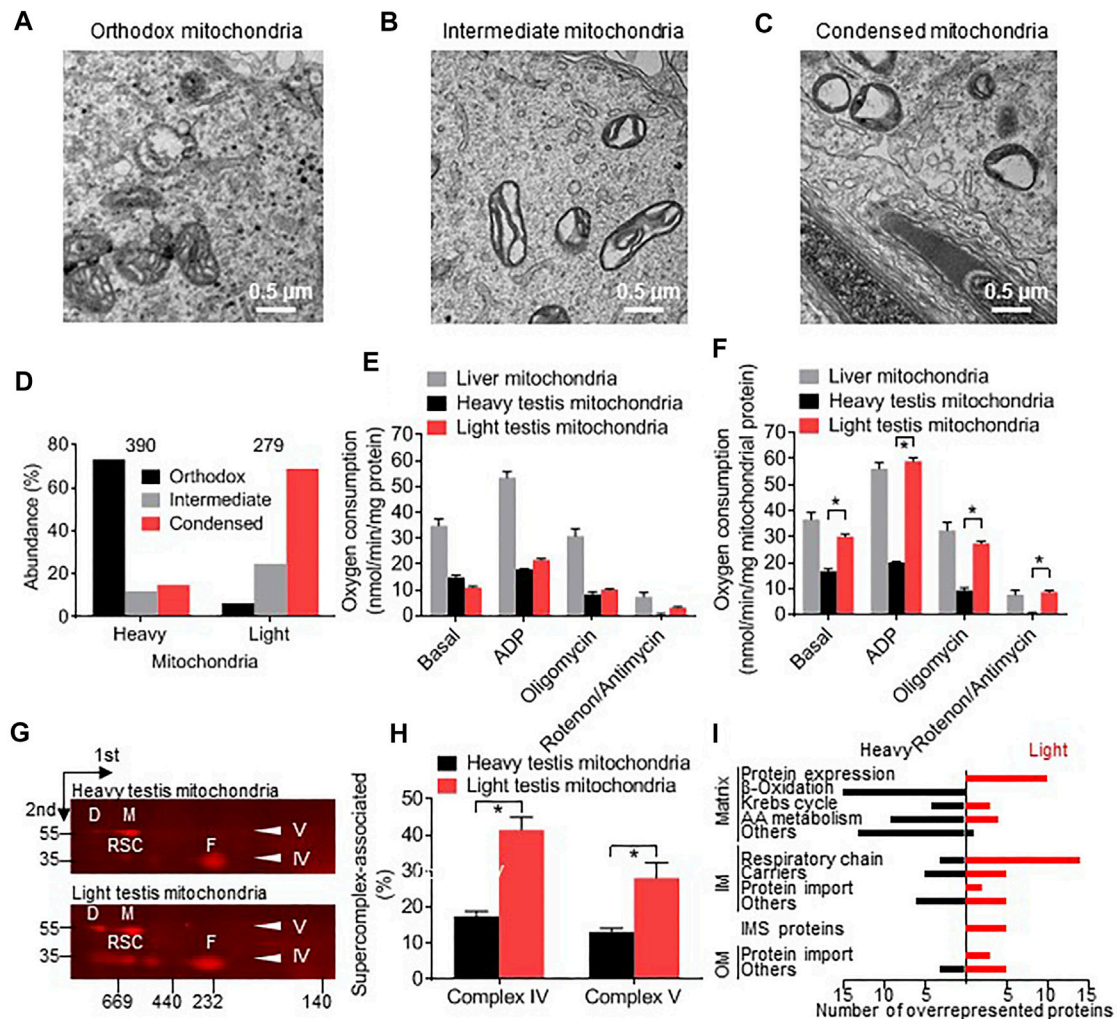 A
Orthodox mitochondria
0.5 µm
B
Intermediate mitochondria
0.5 µm
C
Condensed mitochondria
0.5 µm
D
Abundance (%)
80
60
40
20
0
390
279
Orthodox
Intermediate
Condensed
Heavy
Light
Mitochondria
E
Liver mitochondria
Heavy testis mitochondria
Light testis mitochondria
Oxygen consumption
(nmol/min/mg protein)
70
60
50
40
30
20
10
0
Basal
ADP
Oligomycin
Rotenon/Antimycin
F
Liver mitochondria
Heavy testis mitochondria
Light testis mitochondria
Oxygen consumption
(nmol/min/mg mitochondrial protein)
70
60
50
40
30
20
10
0
*
*
*
*
Basal
ADP
Oligomycin
Rotenon/Antimycin
G
1st
2nd
Heavy testis mitochondria
D M
RSC
F
V
IV
55
35
Light testis mitochondria
D M
RSC
F
V
IV
55
35
669 440 232 140
H
Heavy testis mitochondria
Light testis mitochondria
Supercomplex-associated
(%)
50
40
30
20
10
0
*
*
Complex IV
Complex V
I
Heavy
Light
Matrix
Protein expression
ß-Oxidation
Krebs cycle
AA metabolism
Others
IM
Respiratory chain
Carriers
Protein import
Others
IMS proteins
OM
Protein import
Others
15 10 5 5 10 15
Number of overrepresented proteins